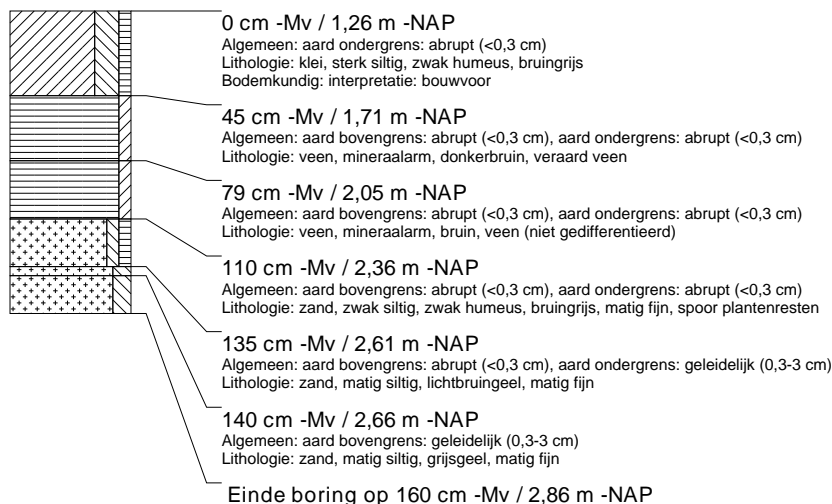 0 cm -Mv / 1,26 m -NAP
Algemeen: aard ondergrens: abrupt (<0,3 cm)
Lithologie: klei, sterk siltig, zwak humeus, bruingrijs
Bodemkundig: interpretatie: bouwvoor
45 cm -Mv / 1,71 m -NAP
Algemeen: aard bovengrens: abrupt (<0,3 cm), aard ondergrens: abrupt (<0,3 cm)
Lithologie: veen, mineraalarm, donkerbruin, veraard veen
79 cm -Mv / 2,05 m -NAP
Algemeen: aard bovengrens: abrupt (<0,3 cm), aard ondergrens: abrupt (<0,3 cm)
Lithologie: veen, mineraalarm, bruin, veen (niet gedifferentieerd)
110 cm -Mv / 2,36 m -NAP
Algemeen: aard bovengrens: abrupt (<0,3 cm), aard ondergrens: abrupt (<0,3 cm)
Lithologie: zand, zwak siltig, zwak humeus, bruingrijs, matig fijn, spoor plantenresten
135 cm -Mv / 2,61 m -NAP
Algemeen: aard bovengrens: abrupt (<0,3 cm), aard ondergrens: geleidelijk (0,3-3 cm)
Lithologie: zand, matig siltig, lichtbruingeel, matig fijn
140 cm -Mv / 2,66 m -NAP
Algemeen: aard bovengrens: geleidelijk (0,3-3 cm)
Lithologie: zand, matig siltig, grijsgeel, matig fijn
Einde boring op 160 cm -Mv / 2,86 m -NAP